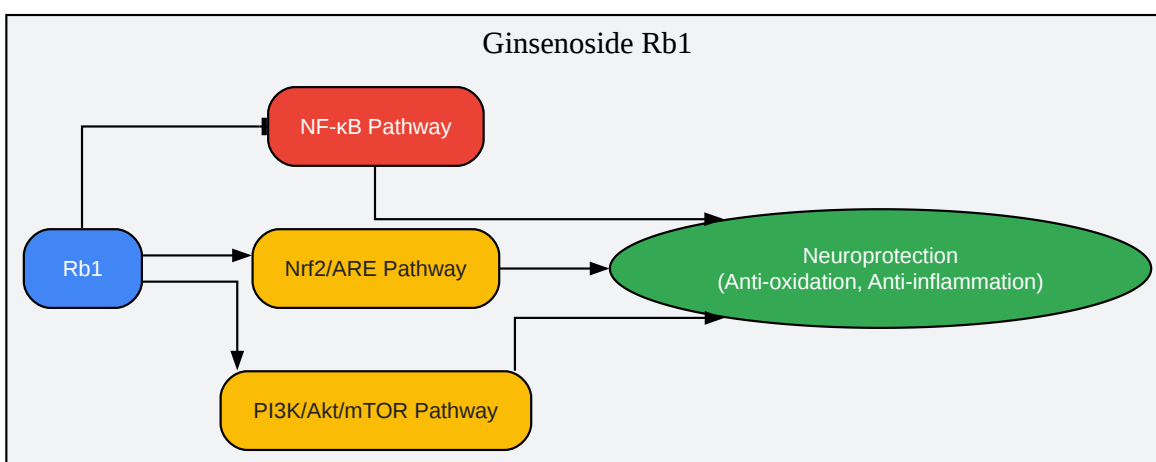 Ginsenoside Rb1
NF-κB Pathway
Rb1
Nrf2/ARE Pathway
Neuroprotection
(Anti-oxidation, Anti-inflammation)
PI3K/Akt/mTOR Pathway